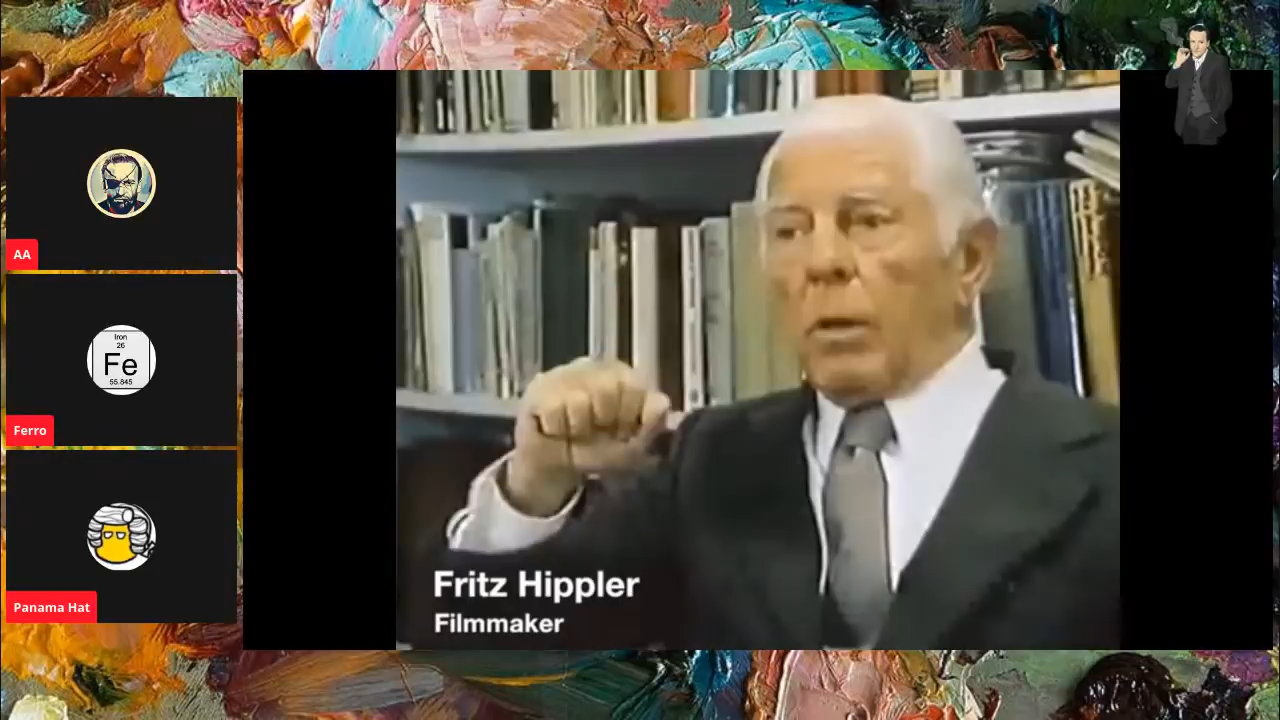 AA
Iron
26
Fe
55.845
Ferro
Panama Hat
Fritz Hippler
Filmmaker